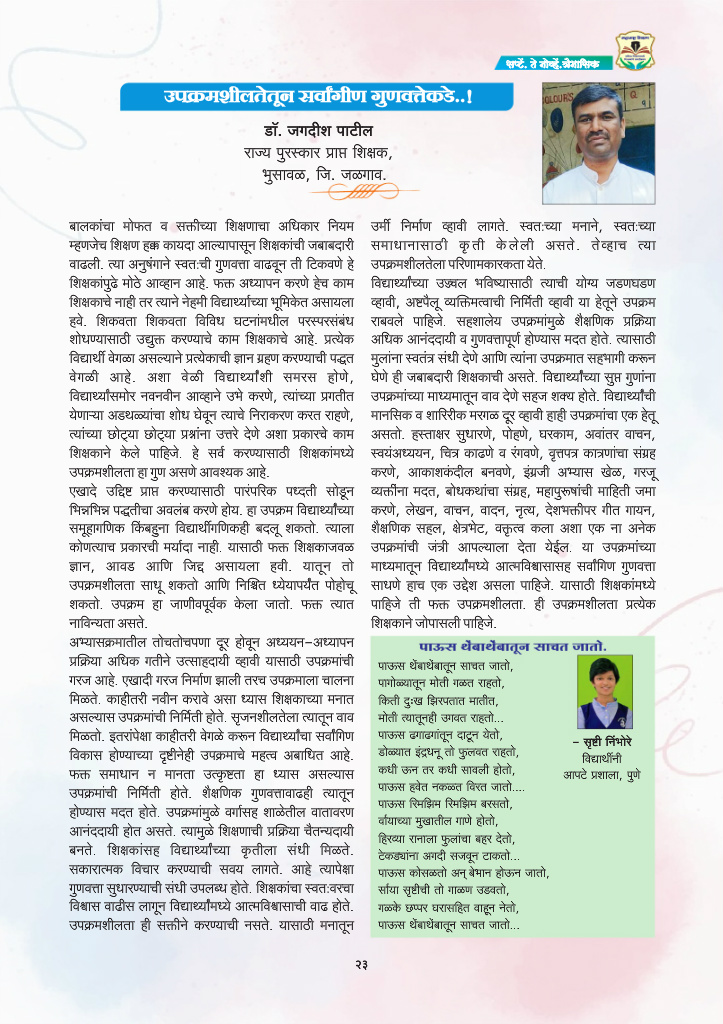 सप्टें. ते नोव्हें. त्रैमासिक
उपक्रमशीलतेतून सर्वांगीण गुणवत्तेकडे..!
डॉ. जगदीश पाटील
राज्य पुरस्कार प्राप्त शिक्षक,
भुसावळ, जि. जळगाव.
बालकांचा मोफत व सक्तीच्या शिक्षणाचा अधिकार नियम
म्हणजेच शिक्षण हक्क कायदा आल्यापासून शिक्षकांची जबाबदारी
वाढली. त्या अनुषंगाने स्वतःची गुणवत्ता वाढवून ती टिकवणे हे
शिक्षकांपुढे मोठे आव्हान आहे. फक्त अध्यापन करणे हेच काम
शिक्षकाचे नाही तर त्याने नेहमी विद्यार्थ्याच्या भूमिकेत असायला
हवे. शिकवता शिकवता विविध घटनांमधील परस्परसंबंध
शोधण्यासाठी उद्युक्त करण्याचे काम शिक्षकाचे आहे. प्रत्येक
विद्यार्थी वेगळा असल्याने प्रत्येकाची ज्ञान ग्रहण करण्याची पद्धत
वेगळी आहे. अशा वेळी विद्यार्थ्यांशी समरस होणे,
विद्यार्थ्यांसमोर नवनवीन आव्हाने उभे करणे, त्यांच्या प्रगतीत
येणाऱ्या अडथळ्यांचा शोध घेवून त्याचे निराकरण करत राहणे,
त्यांच्या छोट्या छोट्या प्रश्नांना उत्तरे देणे अशा प्रकारचे काम
शिक्षकाने केले पाहिजे. हे सर्व करण्यासाठी शिक्षकांमध्ये
उपक्रमशीलता हा गुण असणे आवश्यक आहे.
एखादे उद्दिष्ट प्राप्त करण्यासाठी पारंपरिक पध्दती सोडून
भिन्नभिन्न पद्धतीचा अवलंब करणे होय. हा उपक्रम विद्यार्थ्यांच्या
समूहागणिक किंबहुना विद्यार्थीगणिकही बदलू शकतो. त्याला
कोणत्याच प्रकारची मर्यादा नाही. यासाठी फक्त शिक्षकाजवळ
ज्ञान, आवड आणि जिद्द असायला हवी. यातून तो
उपक्रमशीलता साधू शकतो आणि निश्चित ध्येयापर्यंत पोहोचू
शकतो. उपक्रम हा जाणीवपूर्वक केला जातो. फक्त त्यात
नाविन्यता असते.
अभ्यासक्रमातील तोचतोचपणा दूर होवून अध्ययन–अध्यापन
प्रक्रिया अधिक गतीने उत्साहदायी व्हावी यासाठी उपक्रमांची
गरज आहे. एखादी गरज निर्माण झाली तरच उपक्रमाला चालना
मिळते. काहीतरी नवीन करावे असा ध्यास शिक्षकाच्या मनात
असल्यास उपक्रमांची निर्मिती होते. सृजनशीलतेला त्यातून वाव
मिळतो. इतरांपेक्षा काहीतरी वेगळे करून विद्यार्थ्यांचा सर्वांगिण
विकास होण्याच्या दृष्टीनेही उपक्रमाचे महत्व अबाधित आहे.
फक्त समाधान न मानता उत्कृष्टता हा ध्यास असल्यास
उपक्रमांची निर्मिती होते. शैक्षणिक गुणवत्तावाढही त्यातून
होण्यास मदत होते. उपक्रमांमुळे वर्गासह शाळेतील वातावरण
आनंददायी होत असते. त्यामुळे शिक्षणाची प्रक्रिया चैतन्यदायी
बनते. शिक्षकांसह विद्यार्थ्यांच्या कृतीला संधी मिळते.
सकारात्मक विचार करण्याची सवय लागते. आहे त्यापेक्षा
गुणवत्ता सुधारण्याची संधी उपलब्ध होते. शिक्षकांचा स्वतःवरचा
विश्वास वाढीस लागून विद्यार्थ्यांमध्ये आत्मविश्वासाची वाढ होते.
उपक्रमशीलता ही सक्तीने करण्याची नसते. यासाठी मनातून
उर्मी निर्माण व्हावी लागते. स्वतःच्या मनाने, स्वतःच्या
समाधानासाठी कृती केलेली असते. तेव्हाच त्या
उपक्रमशीलतेला परिणामकारकता येते.
विद्यार्थ्यांच्या उज्ज्वल भविष्यासाठी त्याची योग्य जडणघडण
व्हावी, अष्टपैलू व्यक्तिमत्वाची निर्मिती व्हावी या हेतूने उपक्रम
राबवले पाहिजे. सहशालेय उपक्रमांमुळे शैक्षणिक प्रक्रिया
अधिक आनंददायी व गुणवत्तापूर्ण होण्यास मदत होते. त्यासाठी
मुलांना स्वतंत्र संधी देणे आणि त्यांना उपक्रमात सहभागी करून
घेणे ही जबाबदारी शिक्षकाची असते. विद्यार्थ्यांच्या सुप्त गुणांना
उपक्रमांच्या माध्यमातून वाव देणे सहज शक्य होते. विद्यार्थ्यांची
मानसिक व शारिरीक मरगळ दूर व्हावी हाही उपक्रमांचा एक हेतू
असतो. हस्ताक्षर सुधारणे, पोहणे, घरकाम, अवांतर वाचन,
स्वयंअध्ययन, चित्र काढणे व रंगवणे, वृत्तपत्र कात्रणांचा संग्रह
करणे, आकाशकंदील बनवणे, इंग्रजी अभ्यास खेळ, गरजू
व्यक्तींना मदत, बोधकथांचा संग्रह, महापुरूषांची माहिती जमा
करणे, लेखन, वाचन, वादन, नृत्य, देशभक्तीपर गीत गायन,
शैक्षणिक सहल, क्षेत्रभेट, वक्तृत्व कला अशा एक ना अनेक
उपक्रमांची जंत्री आपल्याला देता येईल. या उपक्रमांच्या
माध्यमातून विद्यार्थ्यांमध्ये आत्मविश्वासासह सर्वांगिण गुणवत्ता
साधणे हाच एक उद्देश असला पाहिजे. यासाठी शिक्षकांमध्ये
पाहिजे ती फक्त उपक्रमशीलता. ही उपक्रमशीलता प्रत्येक
शिक्षकाने जोपासली पाहिजे.
पाऊस थेंबाथेंबातून साचत जातो.
पाऊस थेंबाथेंबातून साचत जातो,
पागोळ्यातून मोती गळत राहतो,
किती दुःख झिरपतात मातीत,
मोती त्यातूनही उगवत राहतो...
पाऊस ढगाढगांतून दाटून येतो,
डोळ्यात इंद्रधनू तो फुलवत राहतो,
कधी ऊन तर कधी सावली होतो,
पाऊस हवेत नकळत विरत जातो....
पाऊस रिमझिम रिमझिम बरसतो,
र्वायाच्या मुखातील गाणे होतो,
हिरव्या रानाला फुलांचा बहर देतो,
टेकड्यांना अगदी सजवून टाकतो...
पाऊस कोसळतो अन् बेभान होऊन जातो,
र्साया सृष्टीची तो गाळण उडवतो,
गळके छप्पर घरासहित वाहून नेतो,
पाऊस थेंबाथेंबातून साचत जातो...
– सृष्टी निंभोरे
विद्यार्थीनी
आपटे प्रशाला, पुणे
२३